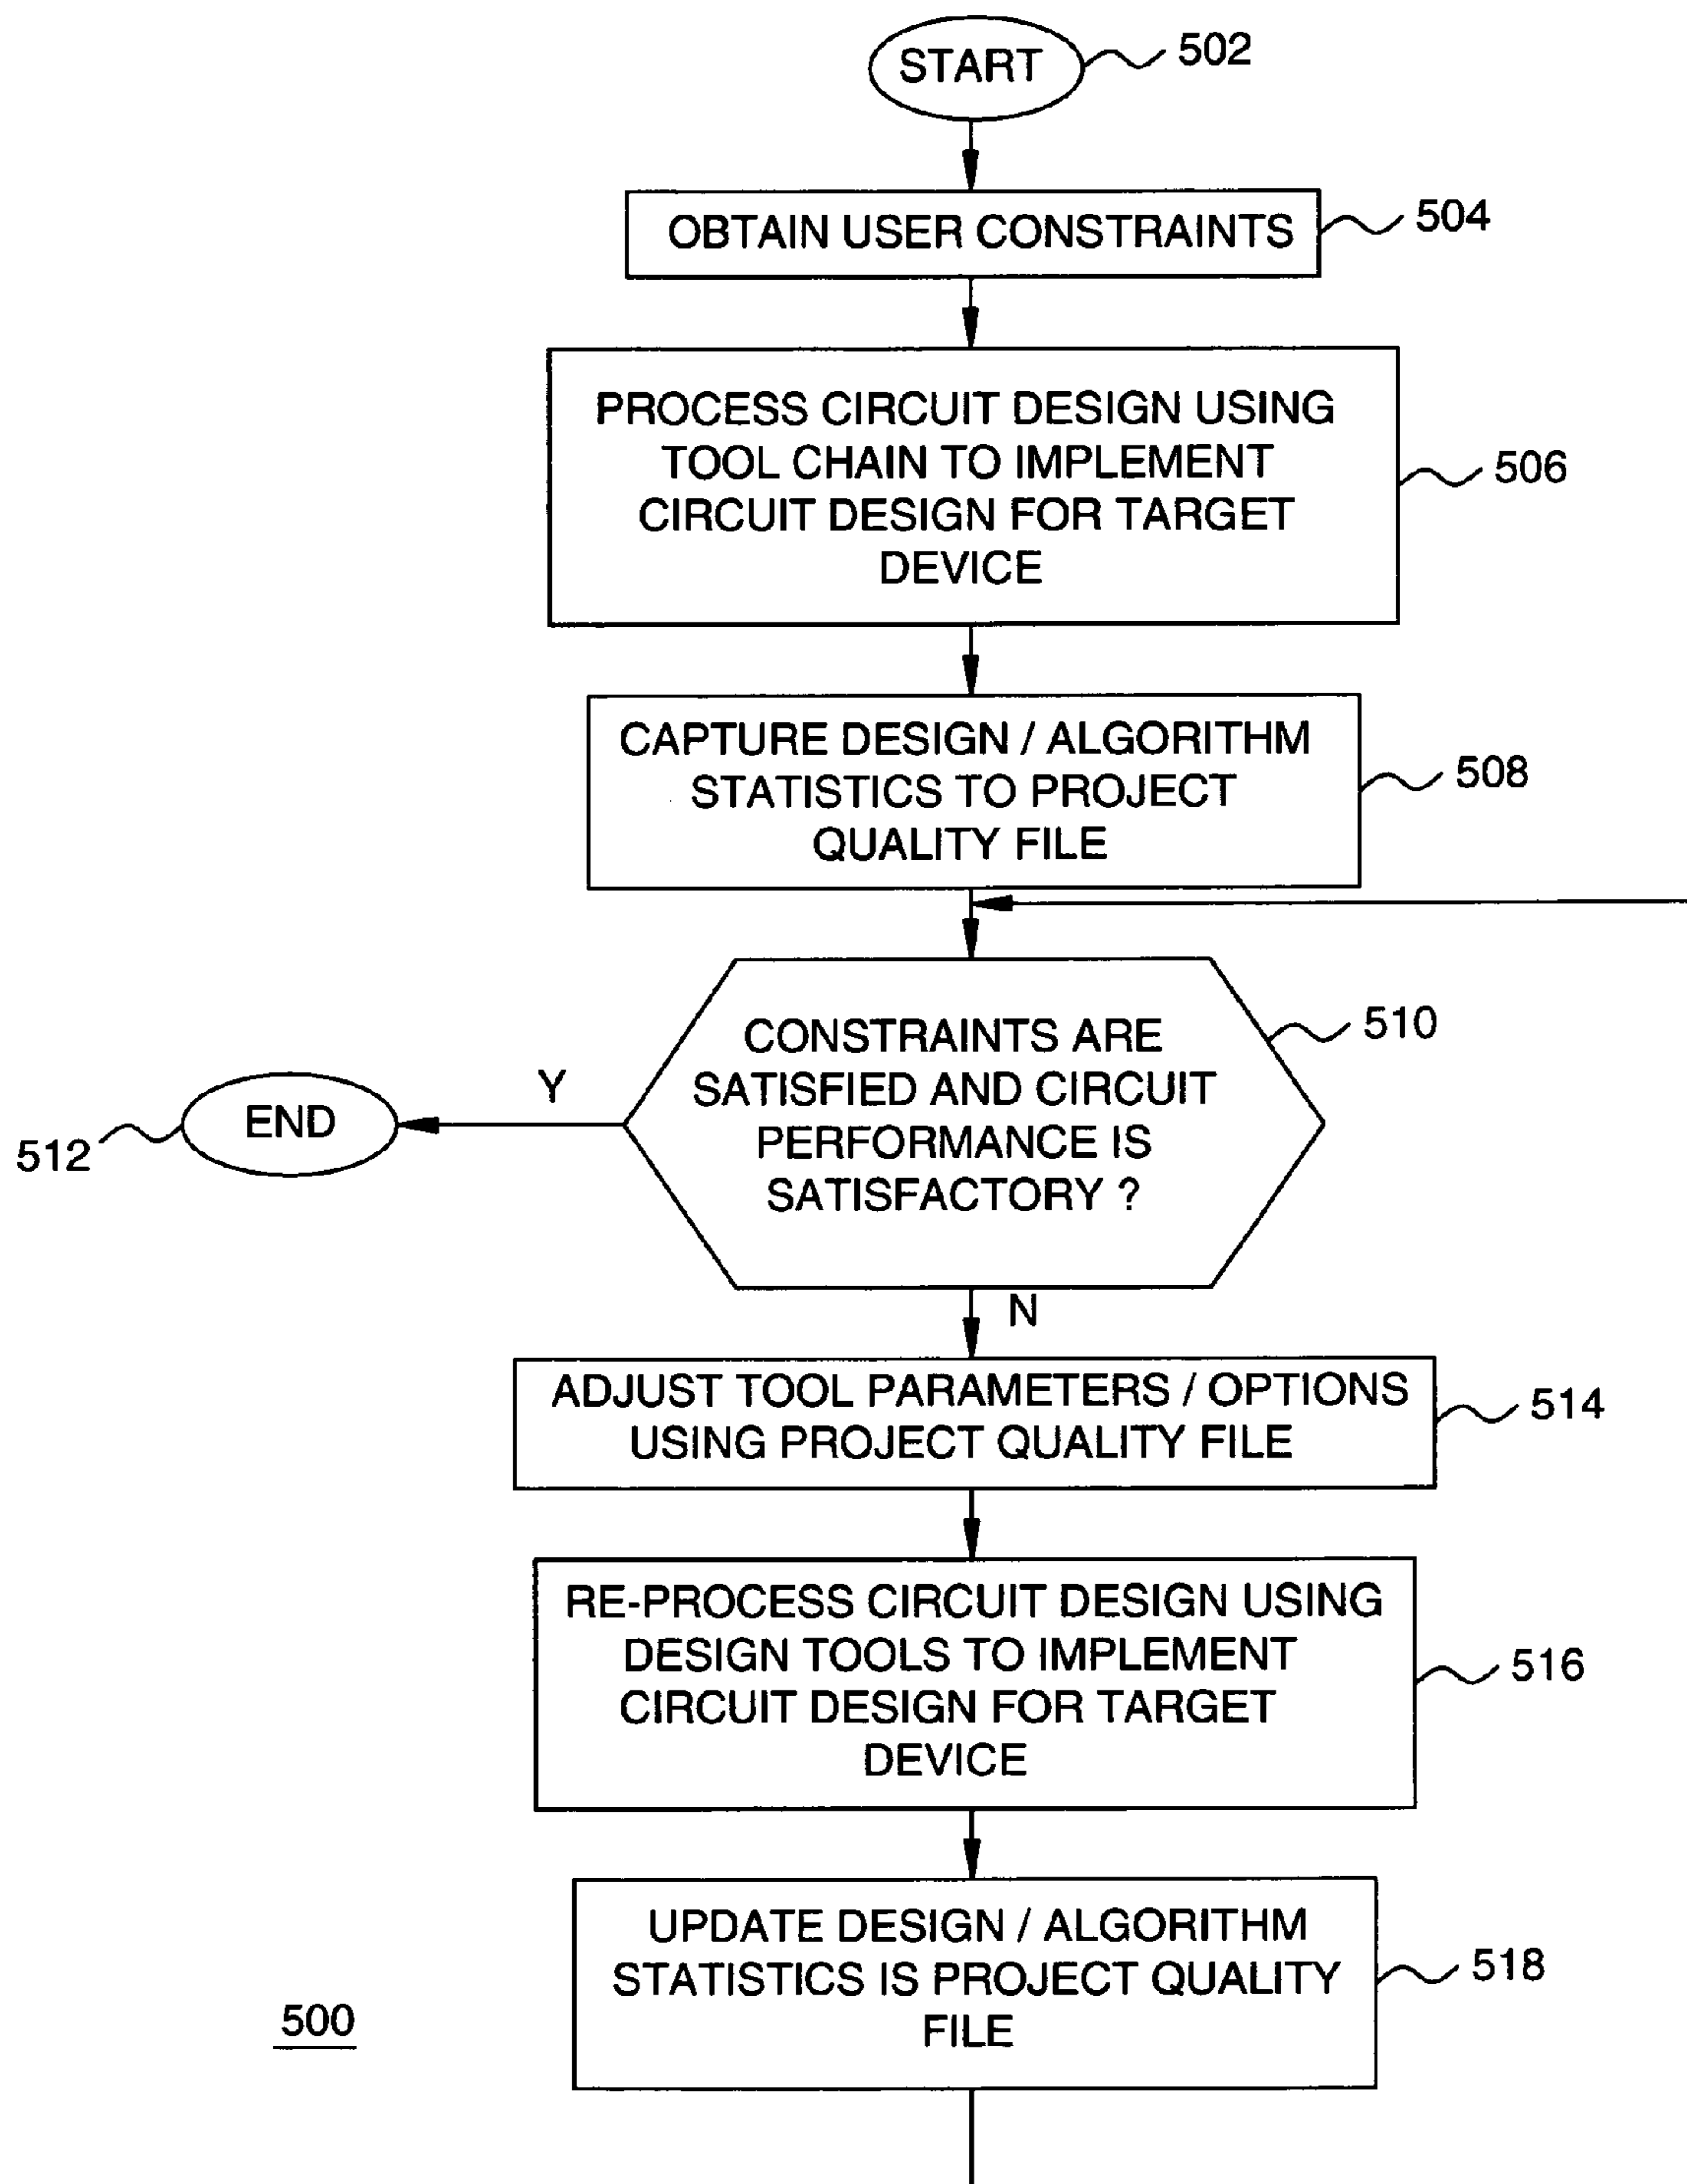 START
502
OBTAIN USER CONSTRAINTS
504
PROCESS CIRCUIT DESIGN USING
TOOL CHAIN TO IMPLEMENT
CIRCUIT DESIGN FOR TARGET
DEVICE
506
CAPTURE DESIGN / ALGORITHM
STATISTICS TO PROJECT
QUALITY FILE
508
CONSTRAINTS ARE
SATISFIED AND CIRCUIT
PERFORMANCE IS
SATISFACTORY ?
510
Y
END
512
N
ADJUST TOOL PARAMETERS / OPTIONS
USING PROJECT QUALITY FILE
514
RE-PROCESS CIRCUIT DESIGN USING
DESIGN TOOLS TO IMPLEMENT
CIRCUIT DESIGN FOR TARGET
DEVICE
516
UPDATE DESIGN / ALGORITHM
STATISTICS IS PROJECT QUALITY
FILE
518
500